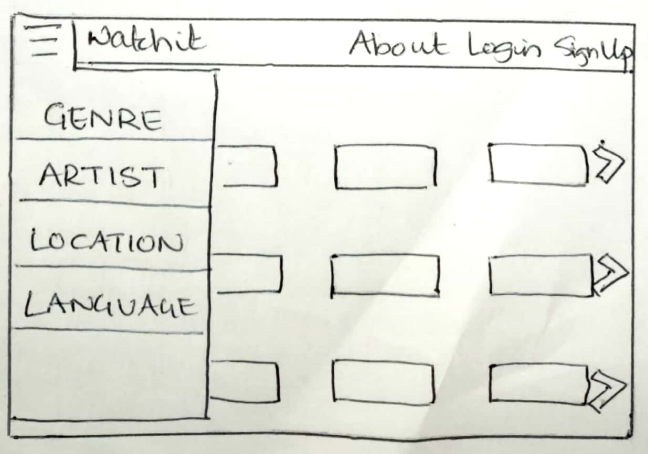 Watchit About Login SignUp
GENRE
ARTIST
LOCATION
LANGUAGE